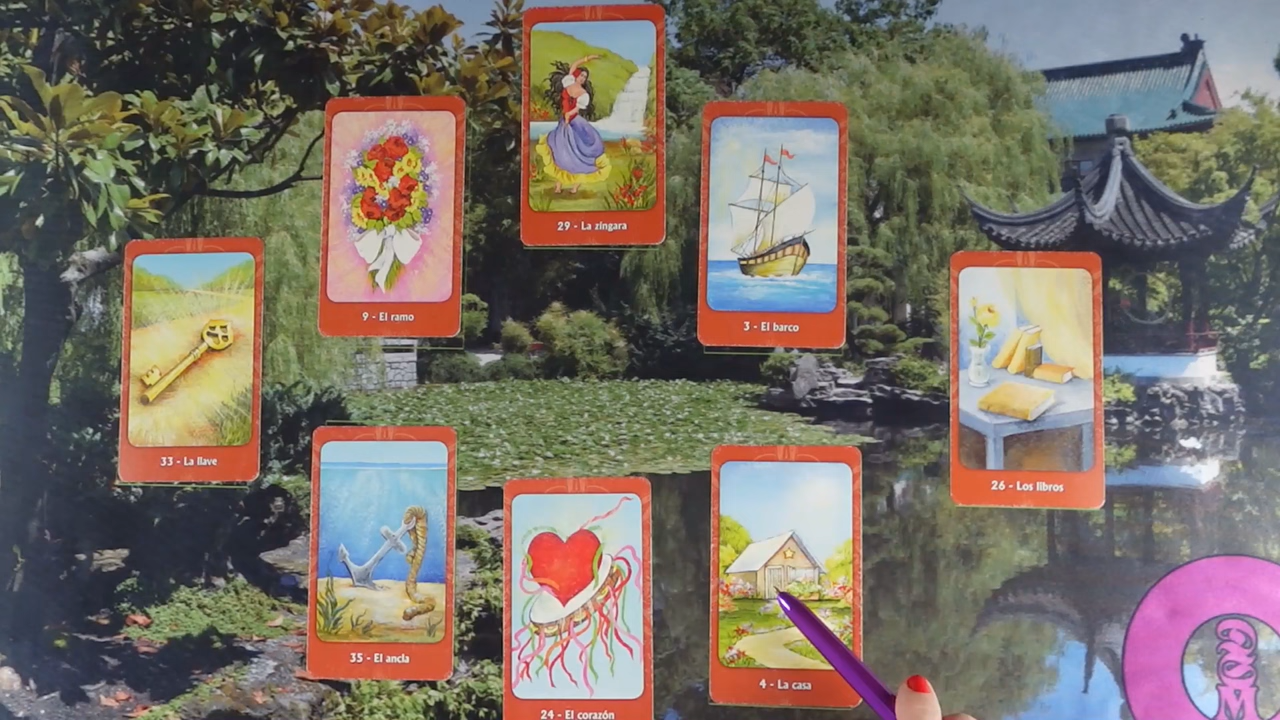 29 - La zíngara
9 - El ramo
3 - El barco
33 - La llave
26 - Los libros
35 - El ancla
4 - La casa
24 - El corazón